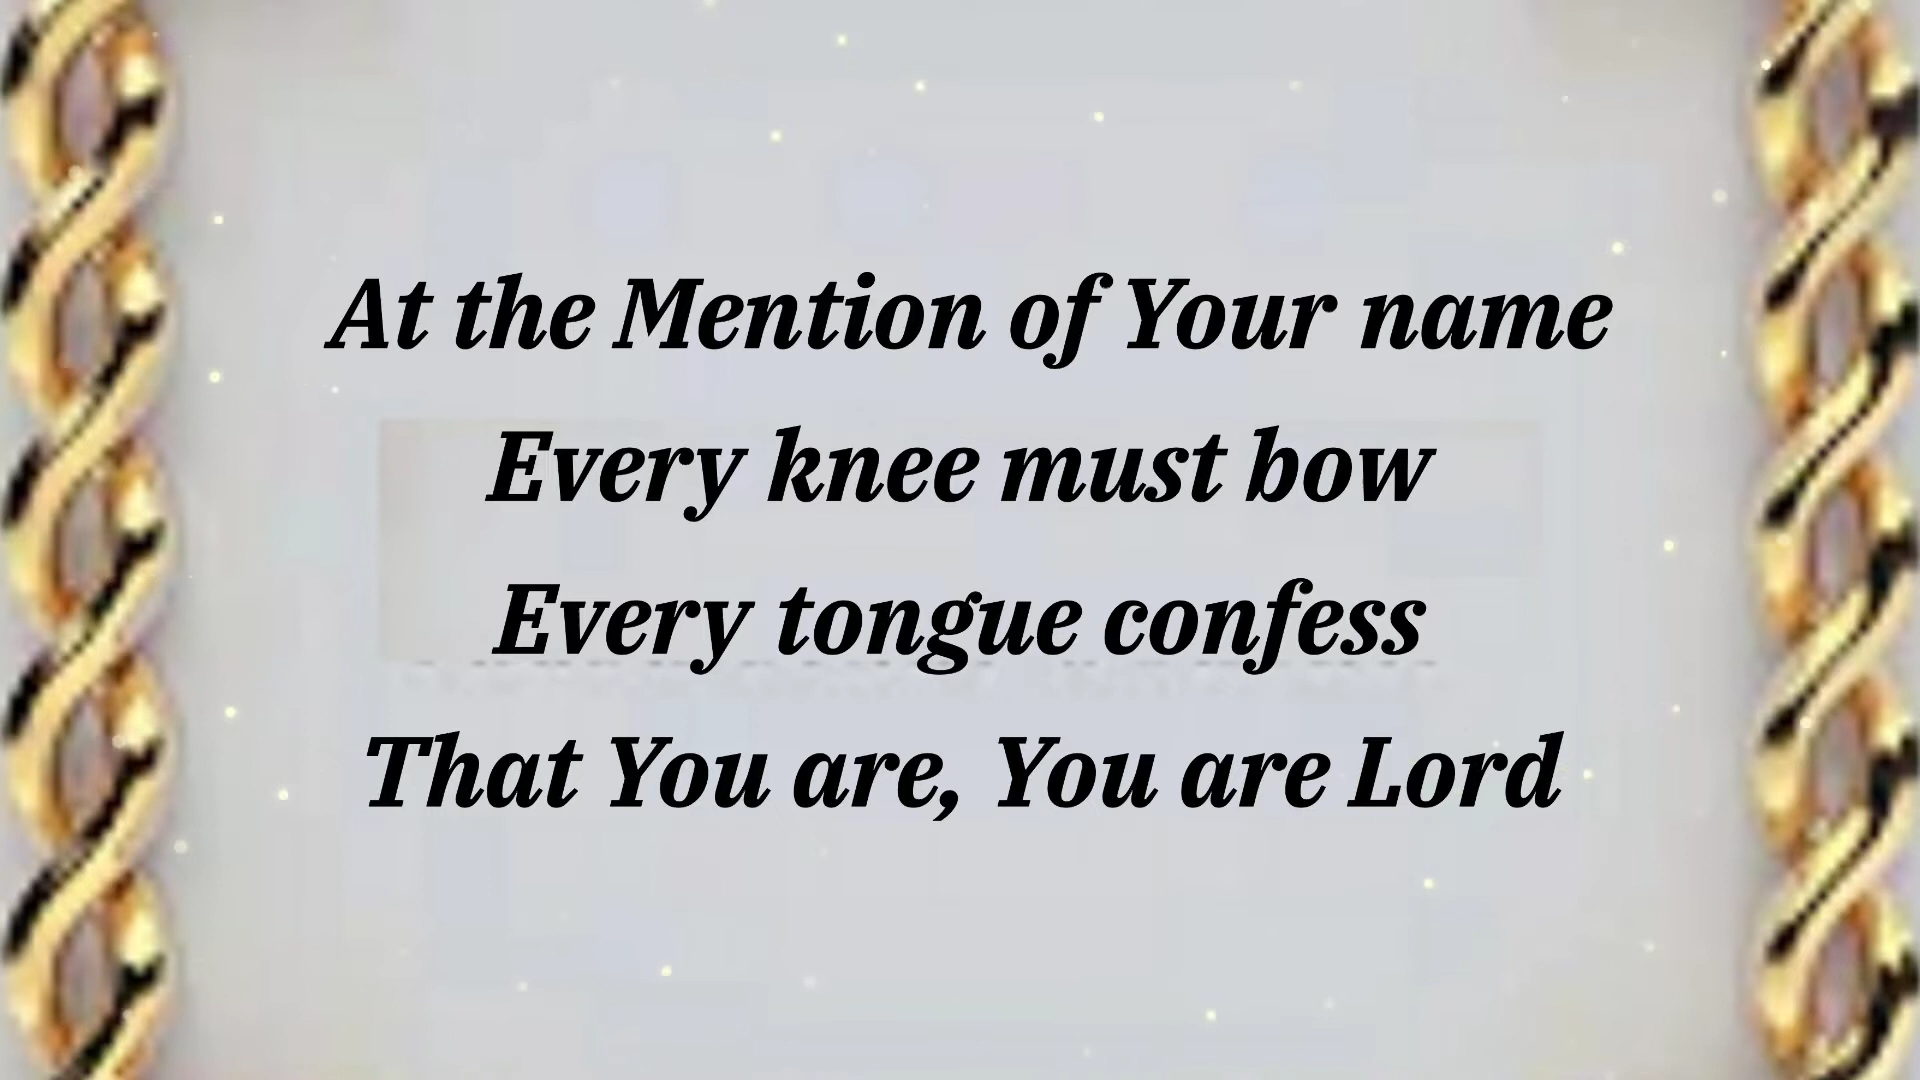 At the Mention of Your name
Every knee must bow
Every tongue confess
That You are, You are Lord